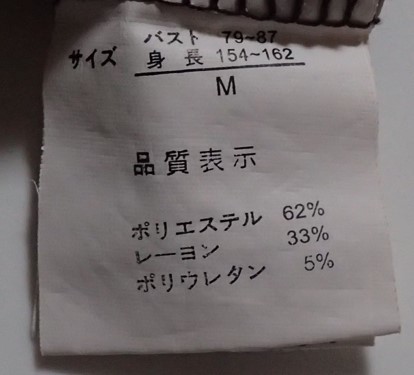 バスト 79~87
サイズ 身長 154~162
M
品質表示
ポリエステル 62%
レーヨン 33%
ポリウレタン 5%